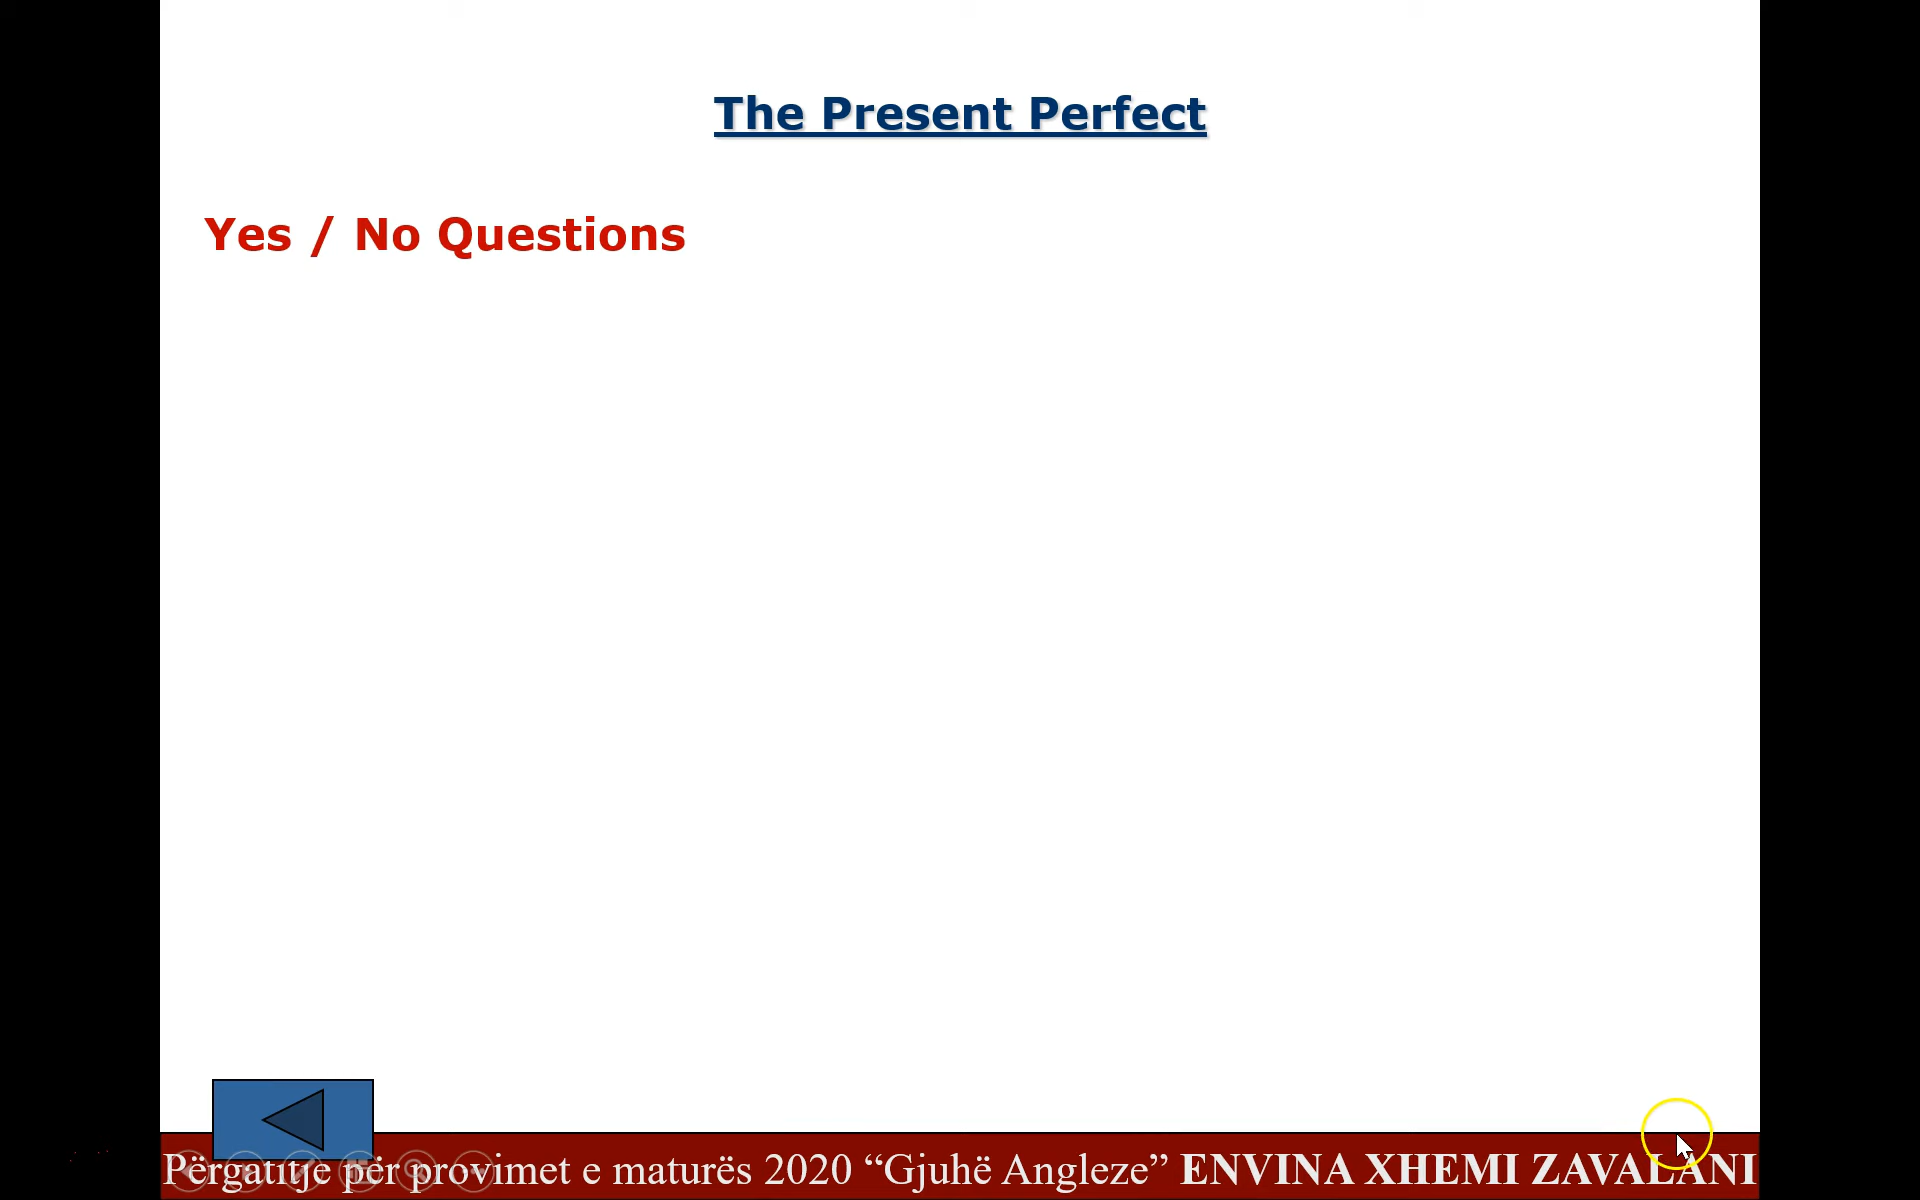 The Present Perfect
Yes / No Questions
Përgatitje për provimet e maturës 2020 “Gjuhë Angleze” ENVINA XHEMI ZAVALANI